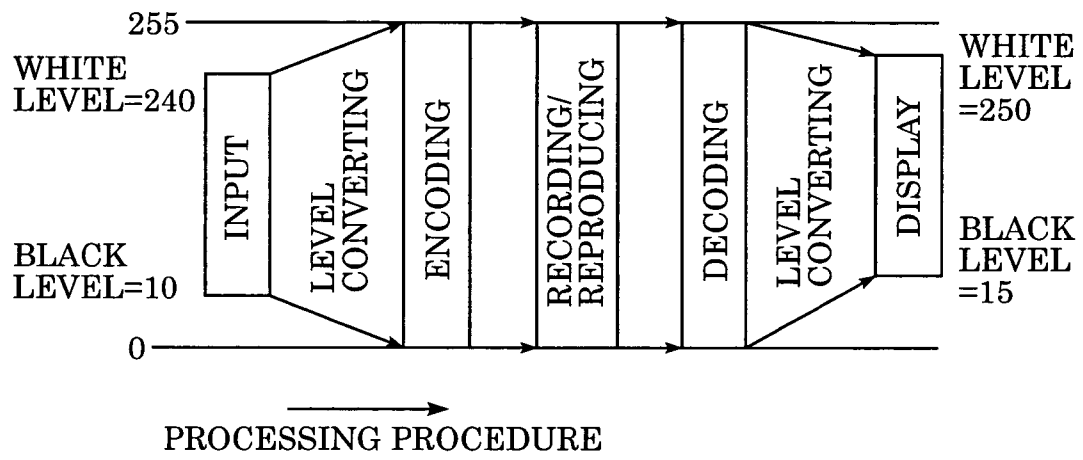 255
WHITE
LEVEL=240
BLACK
LEVEL=10
0
INPUT
LEVEL
CONVERTING
ENCODING
RECORDING/
REPRODUCING
DECODING
LEVEL
CONVERTING
DISPLAY
WHITE
LEVEL
=250
BLACK
LEVEL
=15
PROCESSING PROCEDURE